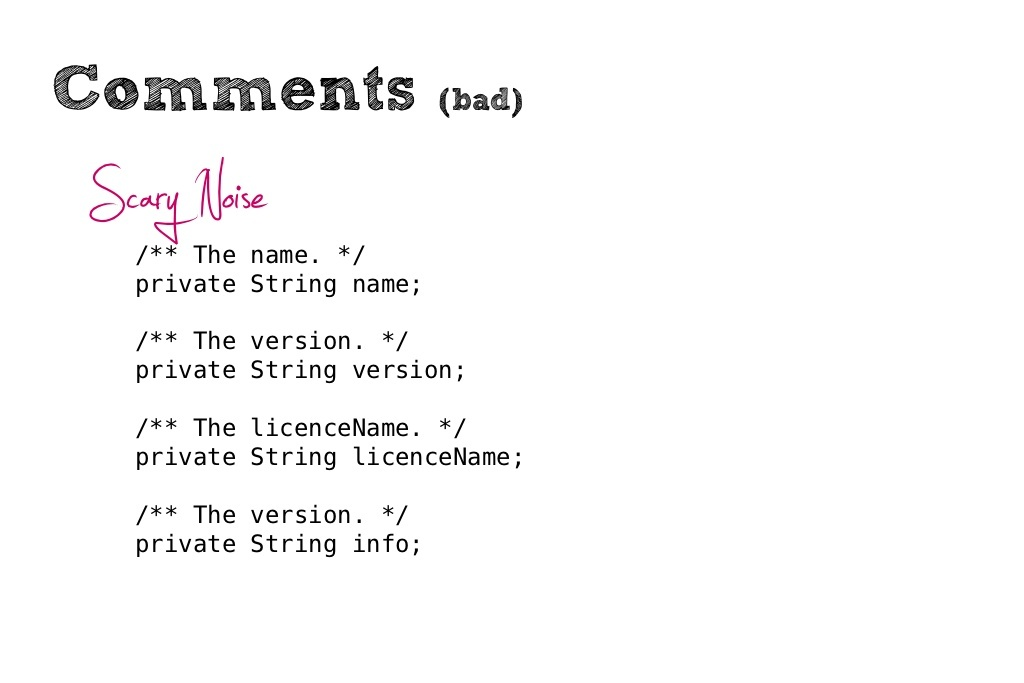 Comments (bad)
Scary Noise
/** The name. */
private String name;
/** The version. */
private String version;
/** The licenceName. */
private String licenceName;
/** The version. */
private String info;